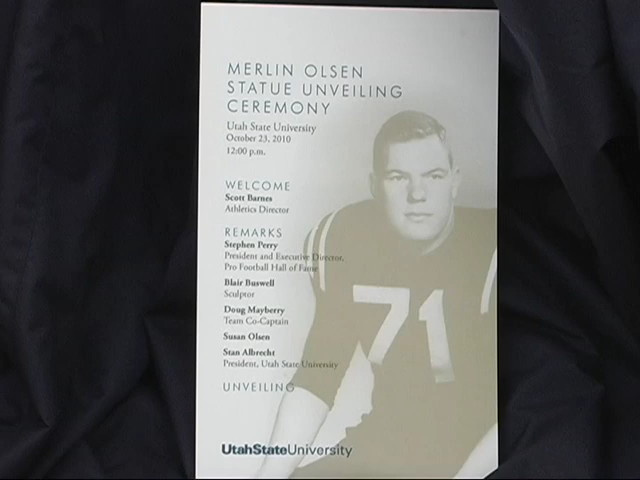 MERLIN OLSEN
STATUE UNVEILING
CEREMONY
Utah State University
October 23, 2010
12:00 p.m.
WELCOME
Scott Barnes
Athletics Director
REMARKS
Stephen Perry
President and Executive Director,
Pro Football Hall of Fame
Blair Buswell
Sculptor
Doug Mayberry
Team Co-Captain
Susan Olsen
Stan Albrecht
President, Utah State University
UNVEILING
71
UtahStateUniversity